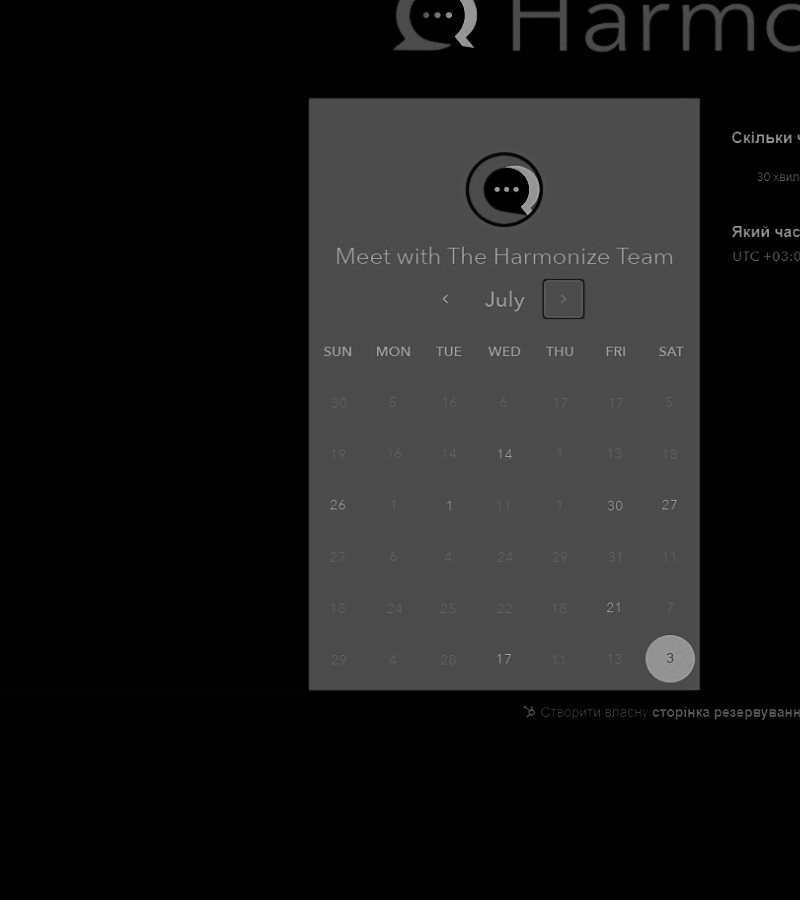 Harmo
Скільки ч
30 хвил
Який час
UTC +03:0
Meet with The Harmonize Team
July
SUN MON TUE WED THU FRI SAT
30 5 16 6 17 17 5
19 16 14 14 1 13 18
26 1 1 11 1 30 27
27 6 4 24 29 31 11
18 24 25 22 18 21 7
29 4 28 17 11 13 3
Створити власну сторінка резервуванн